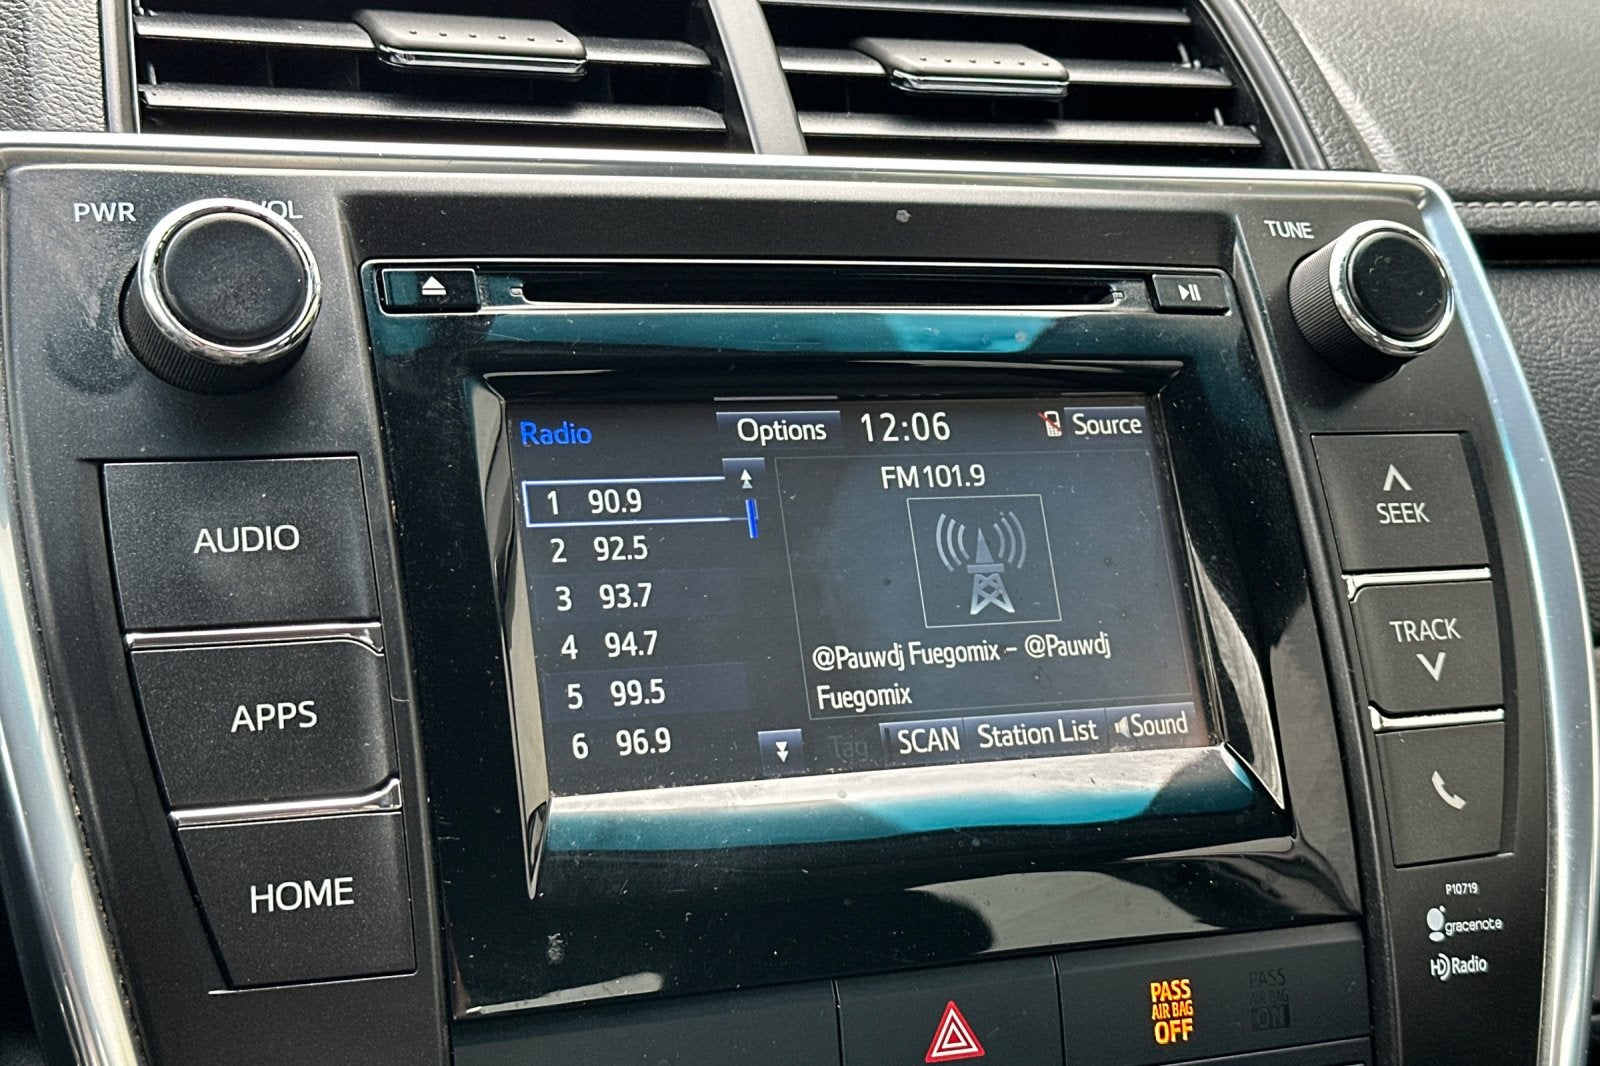 PWR
VOL
TUNE
Radio
Options
12:06
Source
FM 101.9
1 90.9
2 92.5
3 93.7
4 94.7
5 99.5
6 96.9
@Pauwdj Fuegomix - @Pauwdj
Fuegomix
Tag
SCAN
Station List
Sound
AUDIO
APPS
HOME
SEEK
TRACK
P10719
gracenote
HD Radio
PASS
AIR BAG
OFF
PASS
AIR BAG
ON